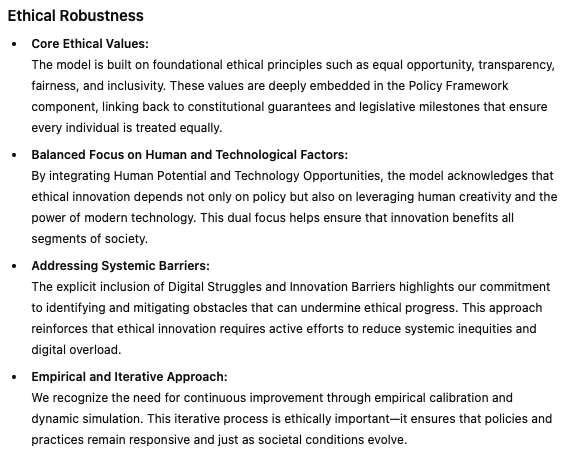 Ethical Robustness
• Core Ethical Values:
The model is built on foundational ethical principles such as equal opportunity, transparency,
fairness, and inclusivity. These values are deeply embedded in the Policy Framework
component, linking back to constitutional guarantees and legislative milestones that ensure
every individual is treated equally.
• Balanced Focus on Human and Technological Factors:
By integrating Human Potential and Technology Opportunities, the model acknowledges that
ethical innovation depends not only on policy but also on leveraging human creativity and the
power of modern technology. This dual focus helps ensure that innovation benefits all
segments of society.
• Addressing Systemic Barriers:
The explicit inclusion of Digital Struggles and Innovation Barriers highlights our commitment
to identifying and mitigating obstacles that can undermine ethical progress. This approach
reinforces that ethical innovation requires active efforts to reduce systemic inequities and
digital overload.
• Empirical and Iterative Approach:
We recognize the need for continuous improvement through empirical calibration and
dynamic simulation. This iterative process is ethically important—it ensures that policies and
practices remain responsive and just as societal conditions evolve.